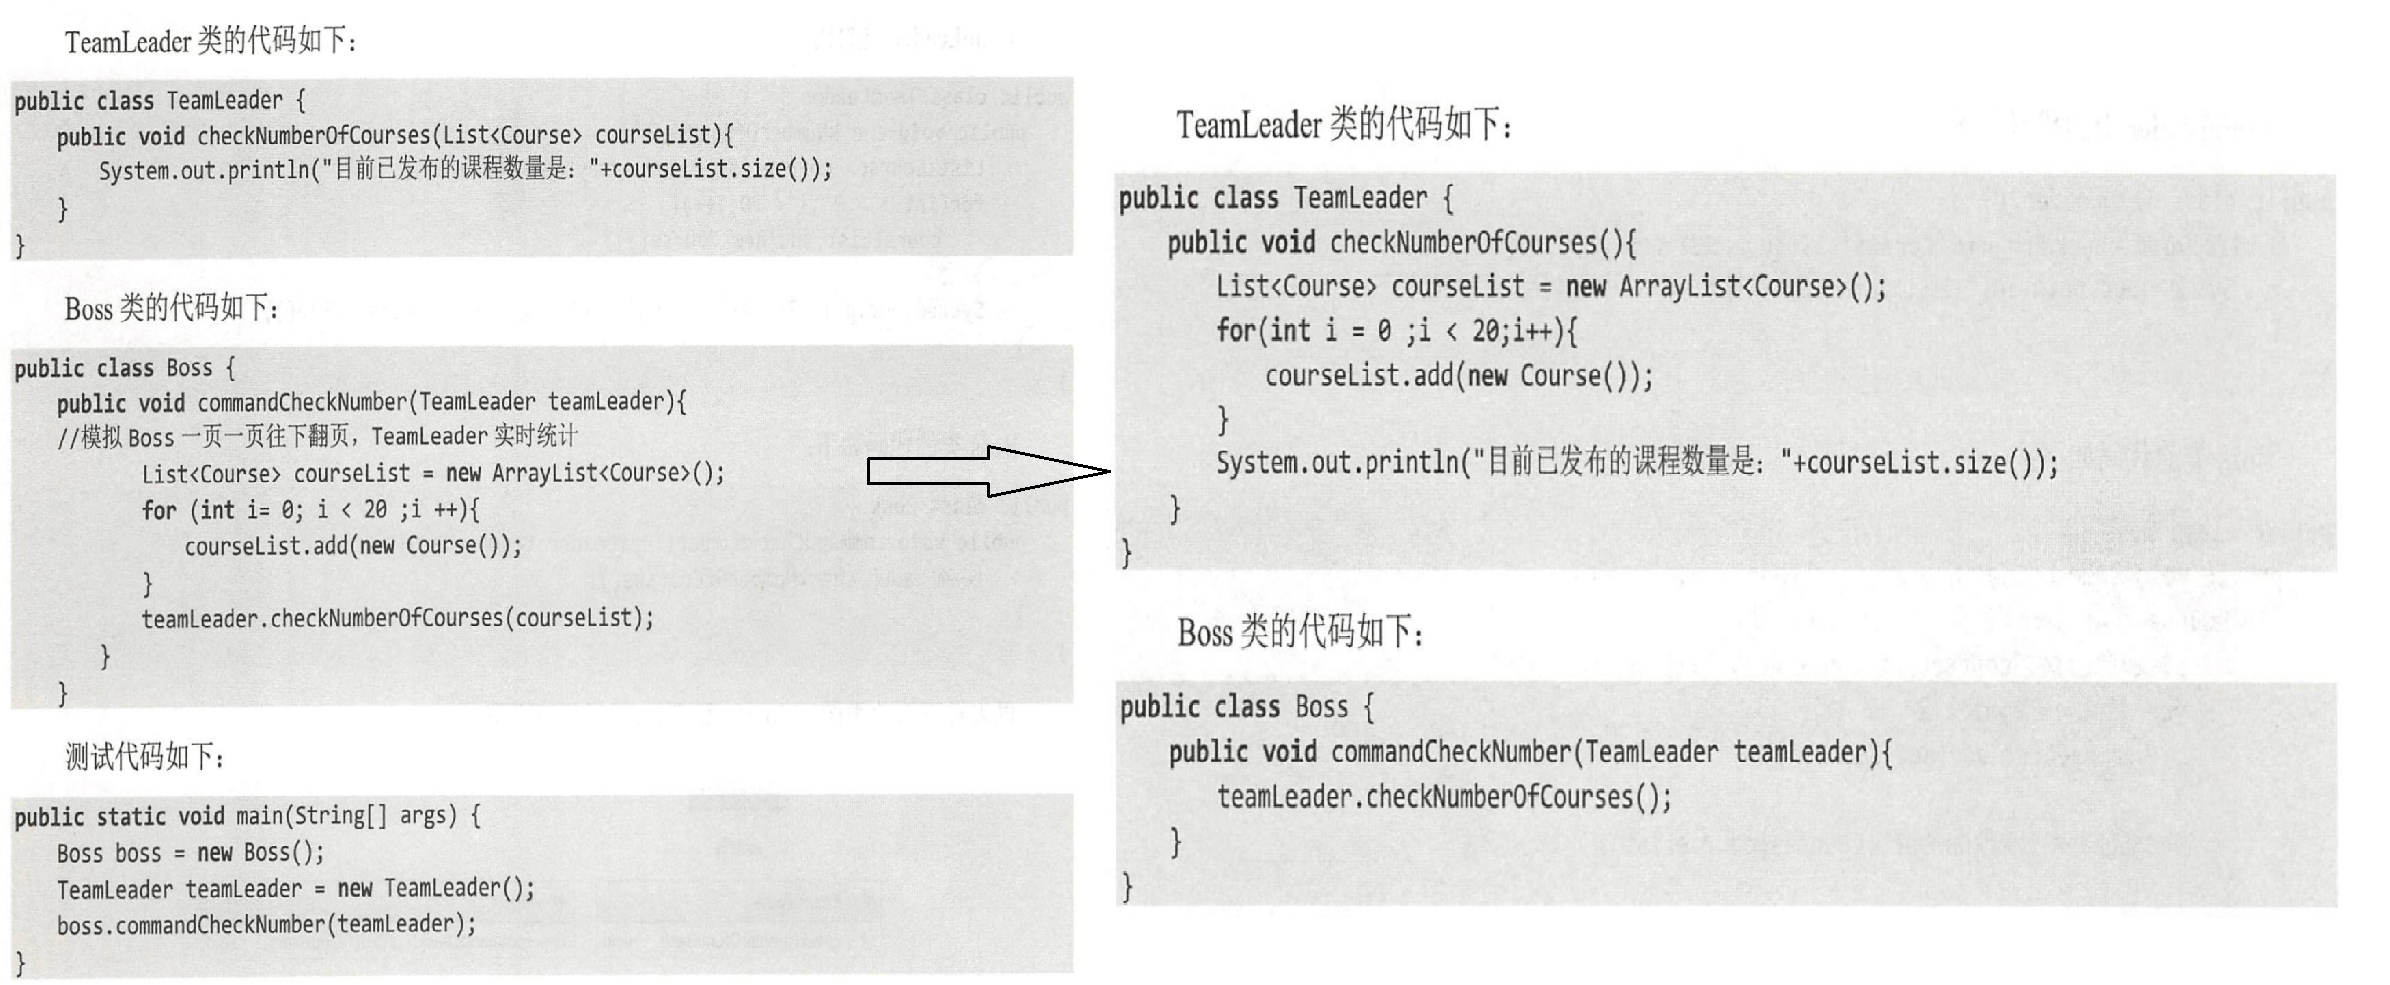 TeamLeader 类的代码如下：
public class TeamLeader {
public void checkNumberOfCourses(List<Course> courseList){
System.out.println("目前已发布的课程数量是："+courseList.size());
}
}
Boss 类的代码如下：
public class Boss {
public void commandCheckNumber(TeamLeader teamLeader){
//模拟 Boss 一页一页往下翻页，TeamLeader 实时统计
List<Course> courseList = new ArrayList<Course>();
for (int i= 0; i < 20 ;i ++){
courseList.add(new Course());
}
teamLeader.checkNumberOfCourses(courseList);
}
}
测试代码如下：
public static void main(String[] args) {
Boss boss = new Boss();
TeamLeader teamLeader = new TeamLeader();
boss.commandCheckNumber(teamLeader);
}
TeamLeader 类的代码如下：
public class TeamLeader {
public void checkNumberOfCourses(){
List<Course> courseList = new ArrayList<Course>();
for(int i = 0 ;i < 20;i++){
courseList.add(new Course());
}
System.out.println("目前已发布的课程数量是："+courseList.size());
}
}
Boss 类的代码如下：
public class Boss {
public void commandCheckNumber(TeamLeader teamLeader){
teamLeader.checkNumberOfCourses();
}
}